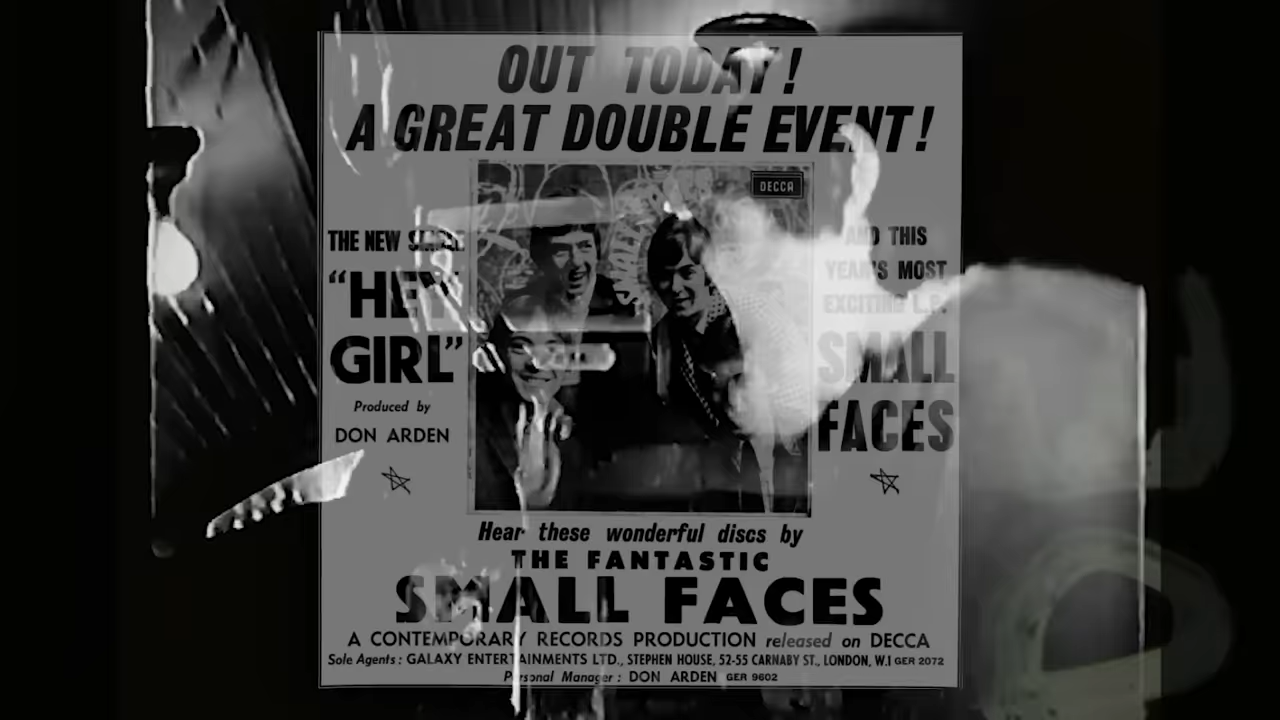 OUT TODAY!
A GREAT DOUBLE EVENT!
DECCA
THE NEW SINGLE
"HEY
GIRL"
Produced by
DON ARDEN
AND THIS
YEAR'S MOST
EXCITING L.P.
SMALL
FACES
Hear these wonderful discs by
THE FANTASTIC
SMALL FACES
A CONTEMPORARY RECORDS PRODUCTION released on DECCA
Sole Agents: GALAXY ENTERTAINMENTS LTD., STEPHEN HOUSE, 52-55 CARNABY ST., LONDON, W.I GER 2072
Personal Manager: DON ARDEN GER 9602